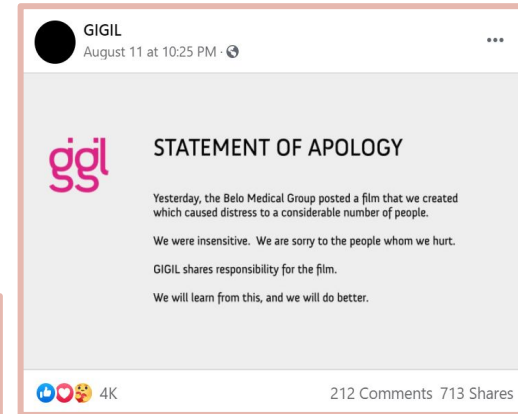 GIGIL
August 11 at 10:25 PM ·
ggl
STATEMENT OF APOLOGY
Yesterday, the Belo Medical Group posted a film that we created
which caused distress to a considerable number of people.
We were insensitive. We are sorry to the people whom we hurt.
GIGIL shares responsibility for the film.
We will learn from this, and we will do better.
4K
212 Comments 713 Shares